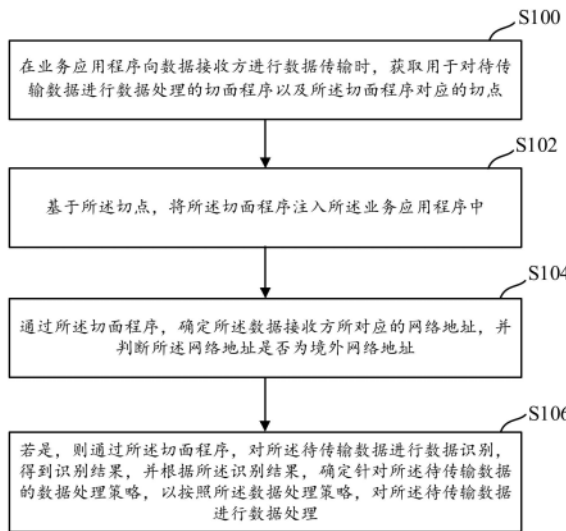 S100
在业务应用程序向数据接收方进行数据传输时，获取用于对待传
输数据进行数据处理的切面程序以及所述切面程序对应的切点
S102
基于所述切点，将所述切面程序注入所述业务应用程序中
S104
通过所述切面程序，确定所述数据接收方所对应的网络地址，并
判断所述网络地址是否为境外网络地址
S106
若是，则通过所述切面程序，对所述待传输数据进行数据识别，
得到识别结果，并根据所述识别结果，确定针对所述待传输数据
的数据处理策略，以按照所述数据处理策略，对所述待传输数据
进行数据处理